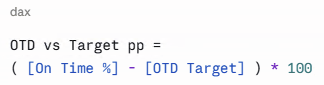 dax
OTD vs Target pp =
( [On Time %] - [OTD Target] ) * 100